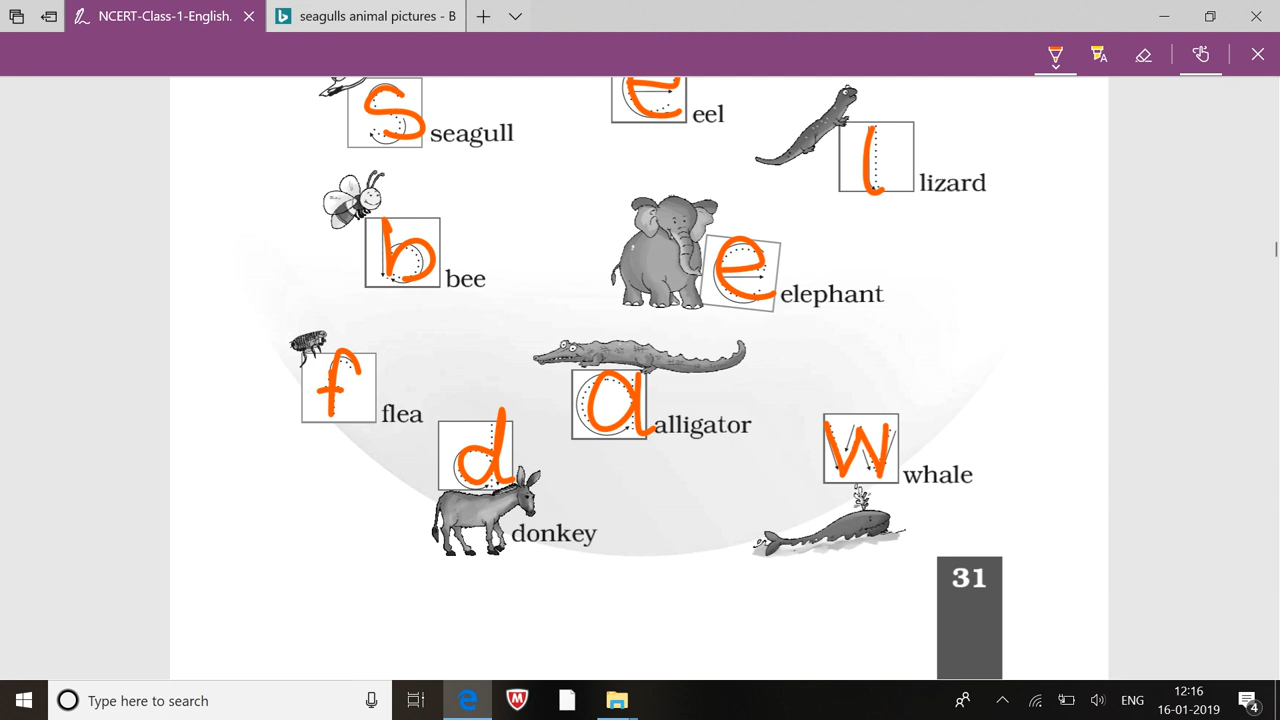 NCERT-Class-1-English.
seagulls animal pictures - B
s seagull
e eel
l lizard
b bee
e elephant
f flea
a alligator
d donkey
w whale
31
Type here to search
ENG
12:16
16-01-2019
4